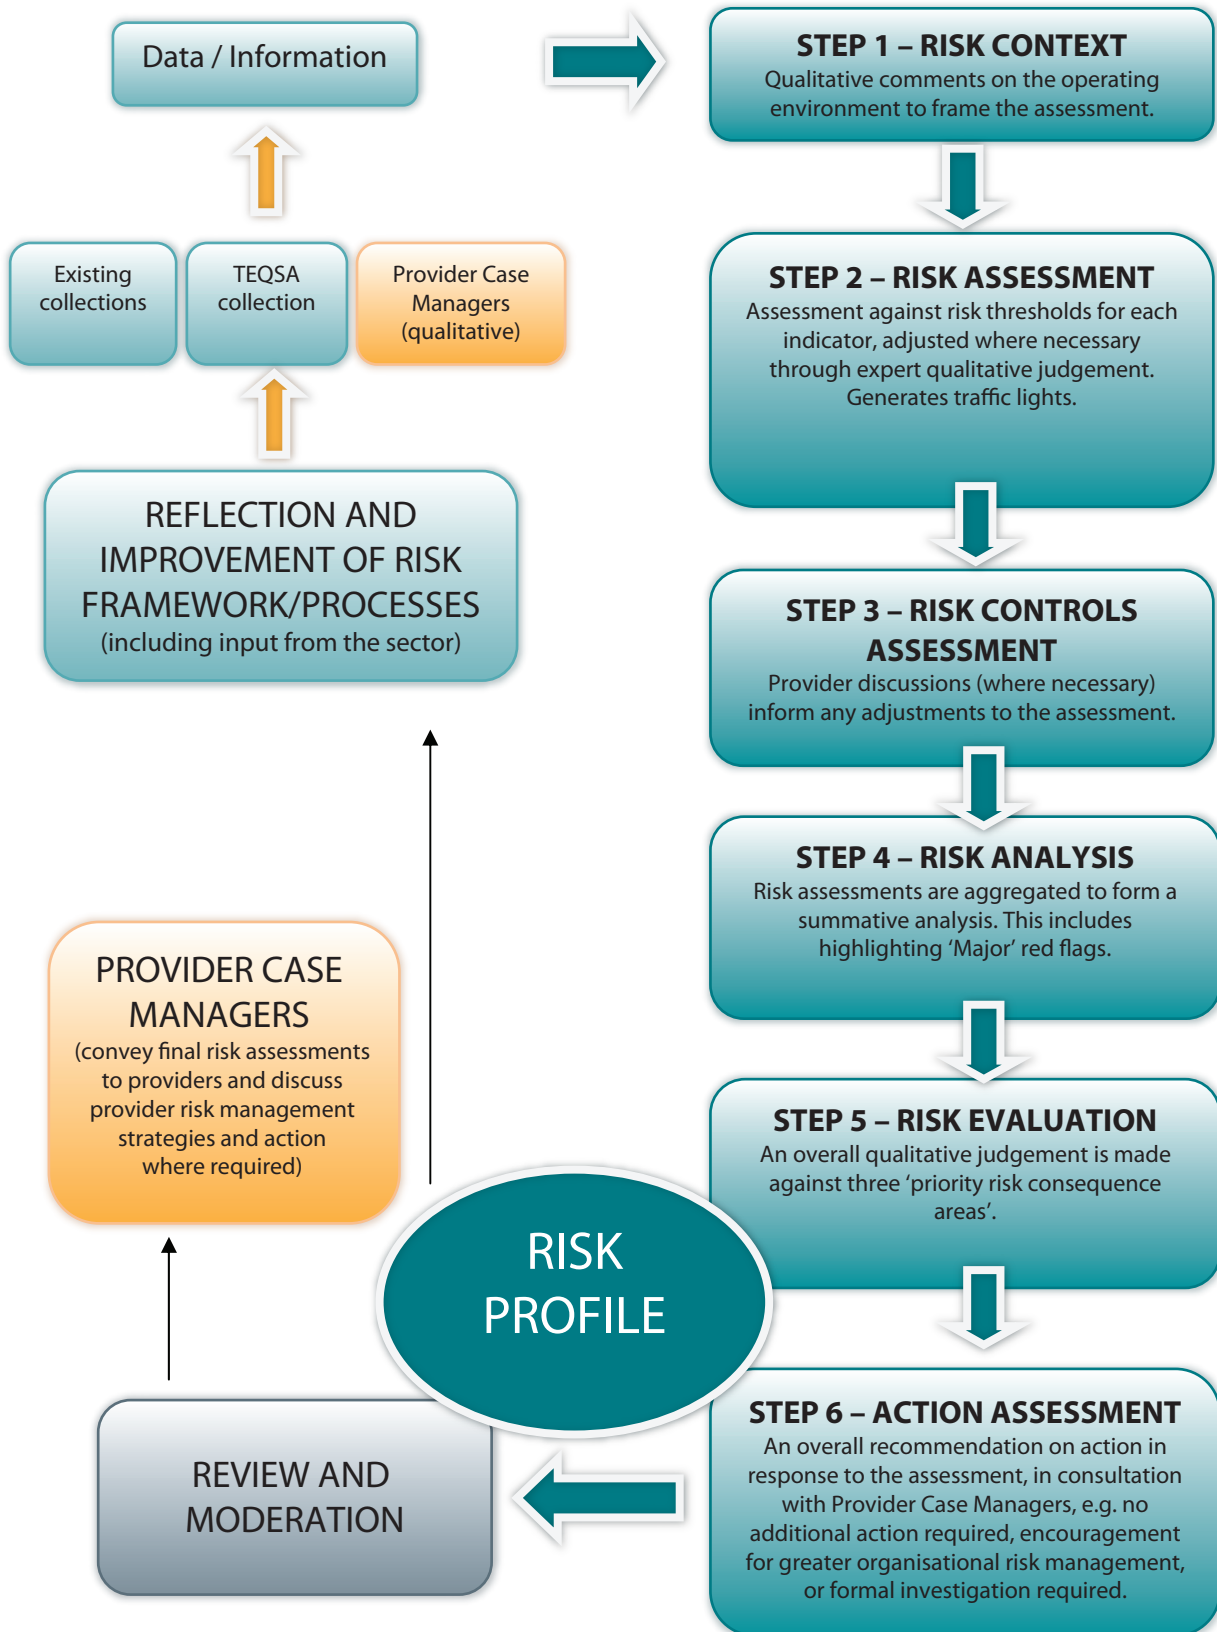 Data / Information
STEP 1 – RISK CONTEXT
Qualitative comments on the operating
environment to frame the assessment.
Existing
collections
TEQSA
collection
Provider Case
Managers
(qualitative)
STEP 2 – RISK ASSESSMENT
Assessment against risk thresholds for each
indicator, adjusted where necessary
through expert qualitative judgement.
Generates traffic lights.
REFLECTION AND
IMPROVEMENT OF RISK
FRAMEWORK/PROCESSES
(including input from the sector)
STEP 3 – RISK CONTROLS
ASSESSMENT
Provider discussions (where necessary)
inform any adjustments to the assessment.
STEP 4 – RISK ANALYSIS
Risk assessments are aggregated to form a
summative analysis. This includes
highlighting ‘Major’ red flags.
PROVIDER CASE
MANAGERS
(convey final risk assessments
to providers and discuss
provider risk management
strategies and action
where required)
STEP 5 – RISK EVALUATION
An overall qualitative judgement is made
against three ‘priority risk consequence
areas’.
RISK
PROFILE
STEP 6 – ACTION ASSESSMENT
An overall recommendation on action in
response to the assessment, in consultation
with Provider Case Managers, e.g. no
additional action required, encouragement
for greater organisational risk management,
or formal investigation required.
REVIEW AND
MODERATION